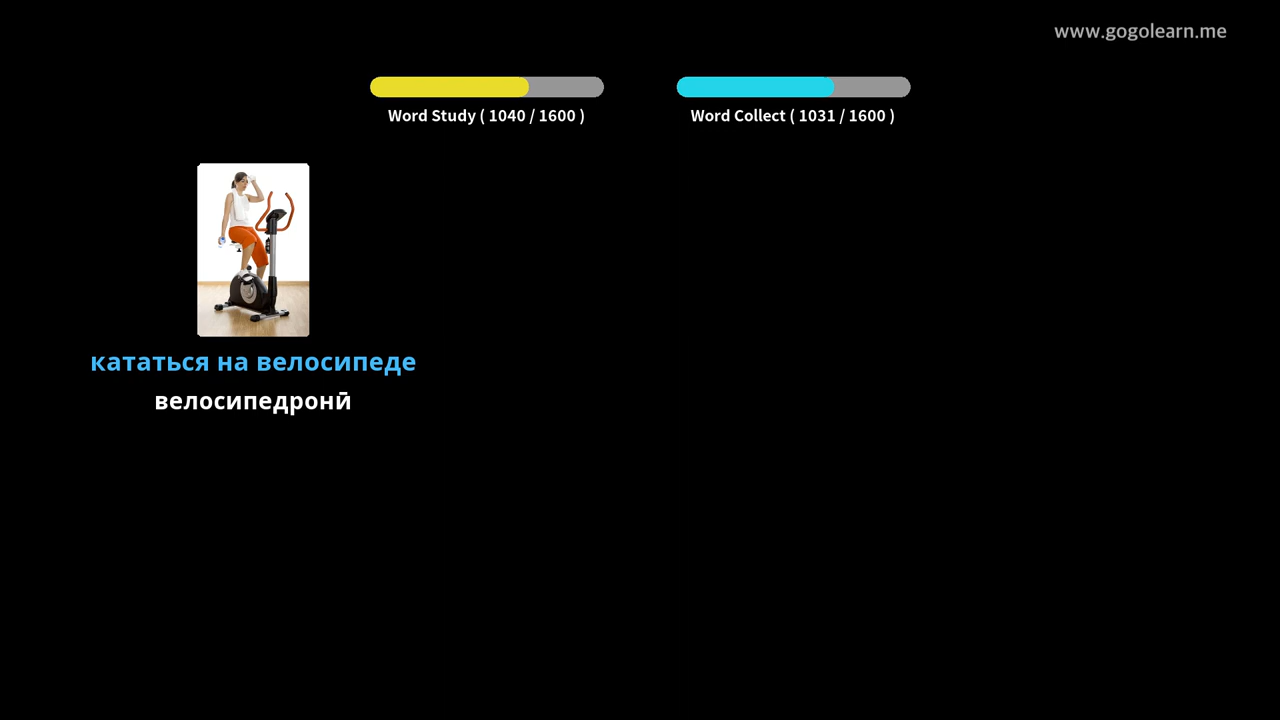 www.gogolearn.me
Word Study ( 1040 / 1600 )
Word Collect ( 1031 / 1600 )
кататься на велосипеде
велосипедронӣ